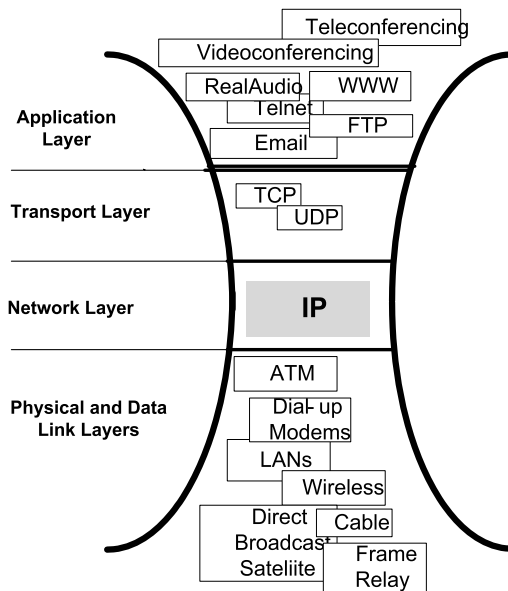 Teleconferencing
Videoconferencing
RealAudio
WWW
Telnet
FTP
Email
Application
Layer
TCP
UDP
Transport Layer
IP
Network Layer
ATM
Dial-up
Modems
Physical and Data
Link Layers
LANs
Wireless
Direct
Broadcast
Sateliite
Cable
Frame
Relay